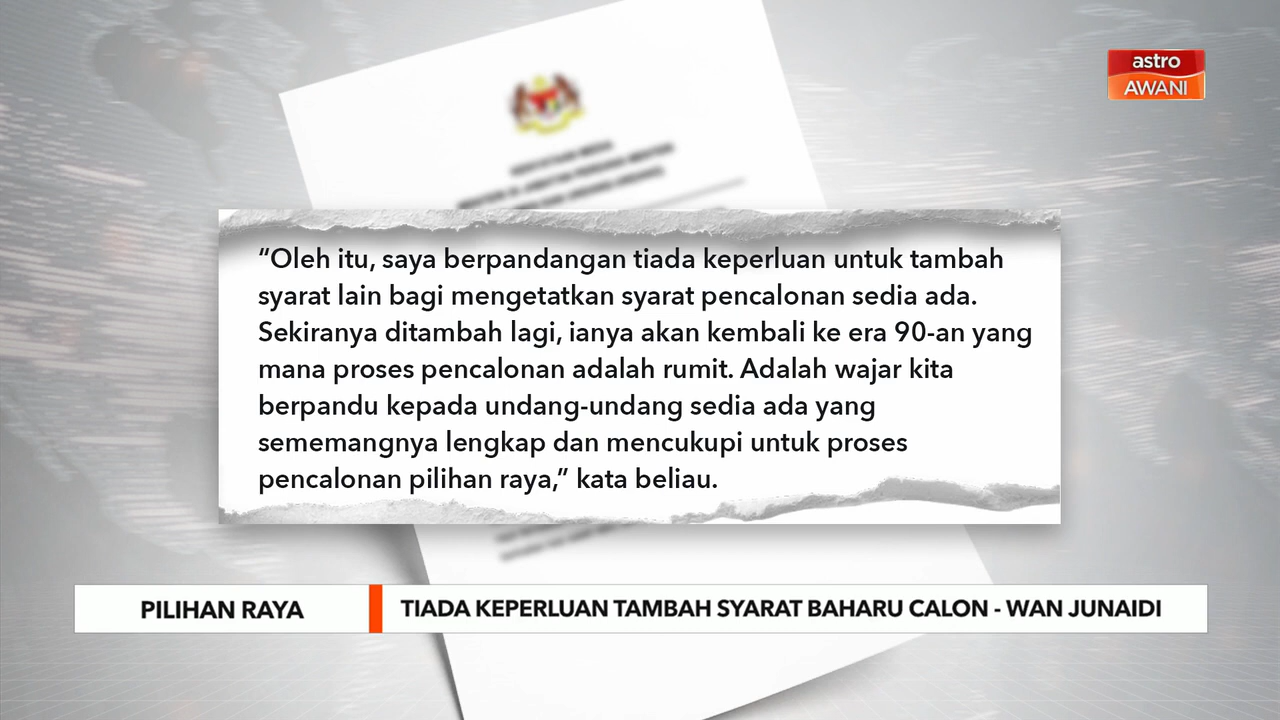 astro
AWANI
“Oleh itu, saya berpandangan tiada keperluan untuk tambah
syarat lain bagi mengetatkan syarat pencalonan sedia ada.
Sekiranya ditambah lagi, ianya akan kembali ke era 90-an yang
mana proses pencalonan adalah rumit. Adalah wajar kita
berpandu kepada undang-undang sedia ada yang
sememangnya lengkap dan mencukupi untuk proses
pencalonan pilihan raya,” kata beliau.
PILIHAN RAYA
TIADA KEPERLUAN TAMBAH SYARAT BAHARU CALON - WAN JUNAIDI